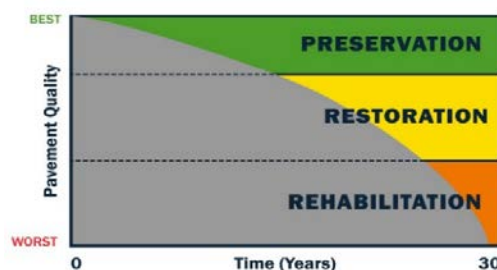 BEST
PRESERVATION
RESTORATION
REHABILITATION
Pavement Quality
WORST
0
Time (Years)
30